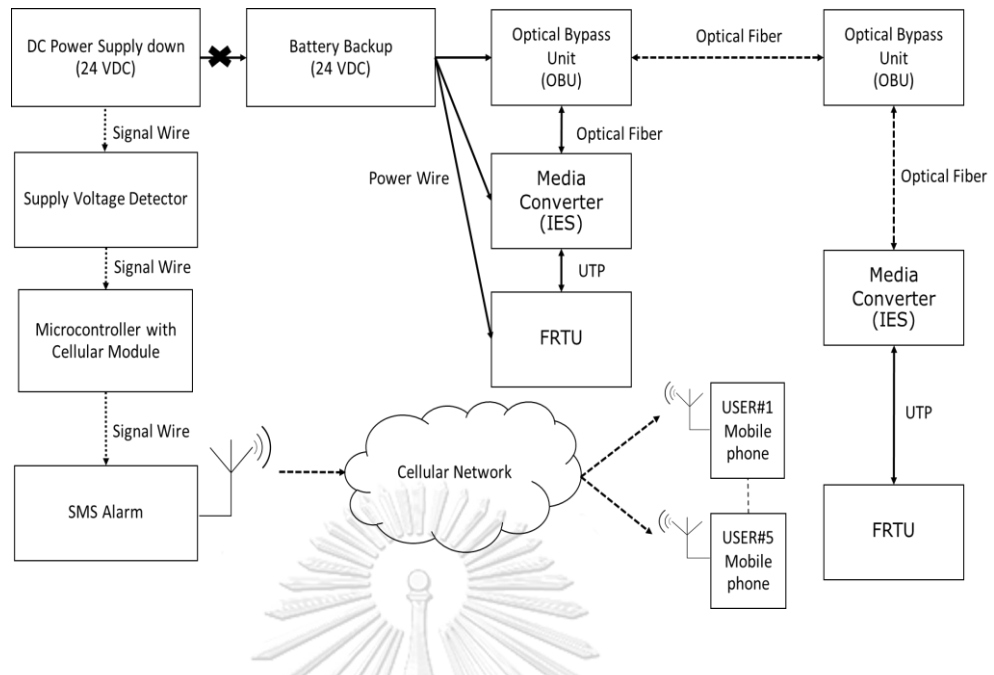 DC Power Supply down
(24 VDC)
Battery Backup
(24 VDC)
Optical Bypass
Unit
(OBU)
Optical Fiber
Optical Bypass
Unit
(OBU)
Signal Wire
Optical Fiber
Supply Voltage Detector
Power Wire
Media
Converter
(IES)
Optical Fiber
Signal Wire
UTP
Media
Converter
(IES)
Microcontroller with
Cellular Module
FRTU
Signal Wire
USER#1
Mobile
phone
UTP
SMS Alarm
Cellular Network
USER#5
Mobile
phone
FRTU